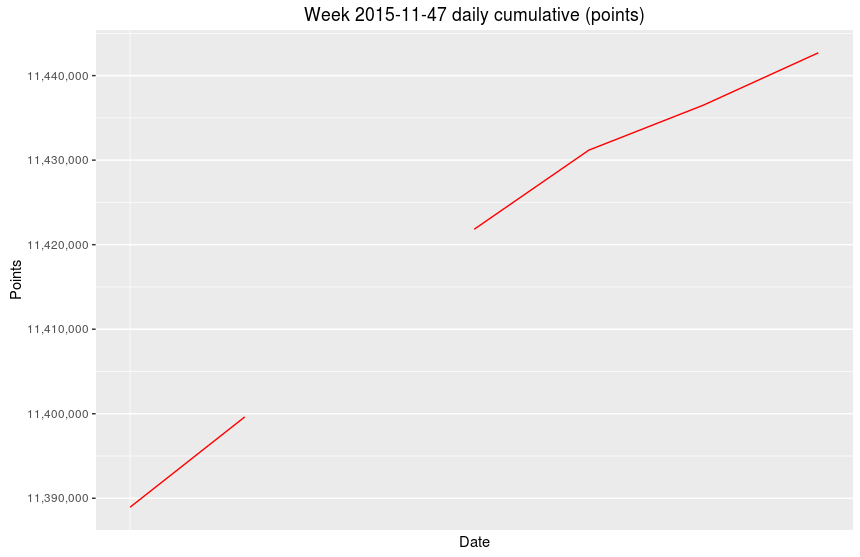 Week 2015-11-47 daily cumulative (points)
11,440,000
11,430,000
11,420,000
11,410,000
11,400,000
11,390,000
Points
Date